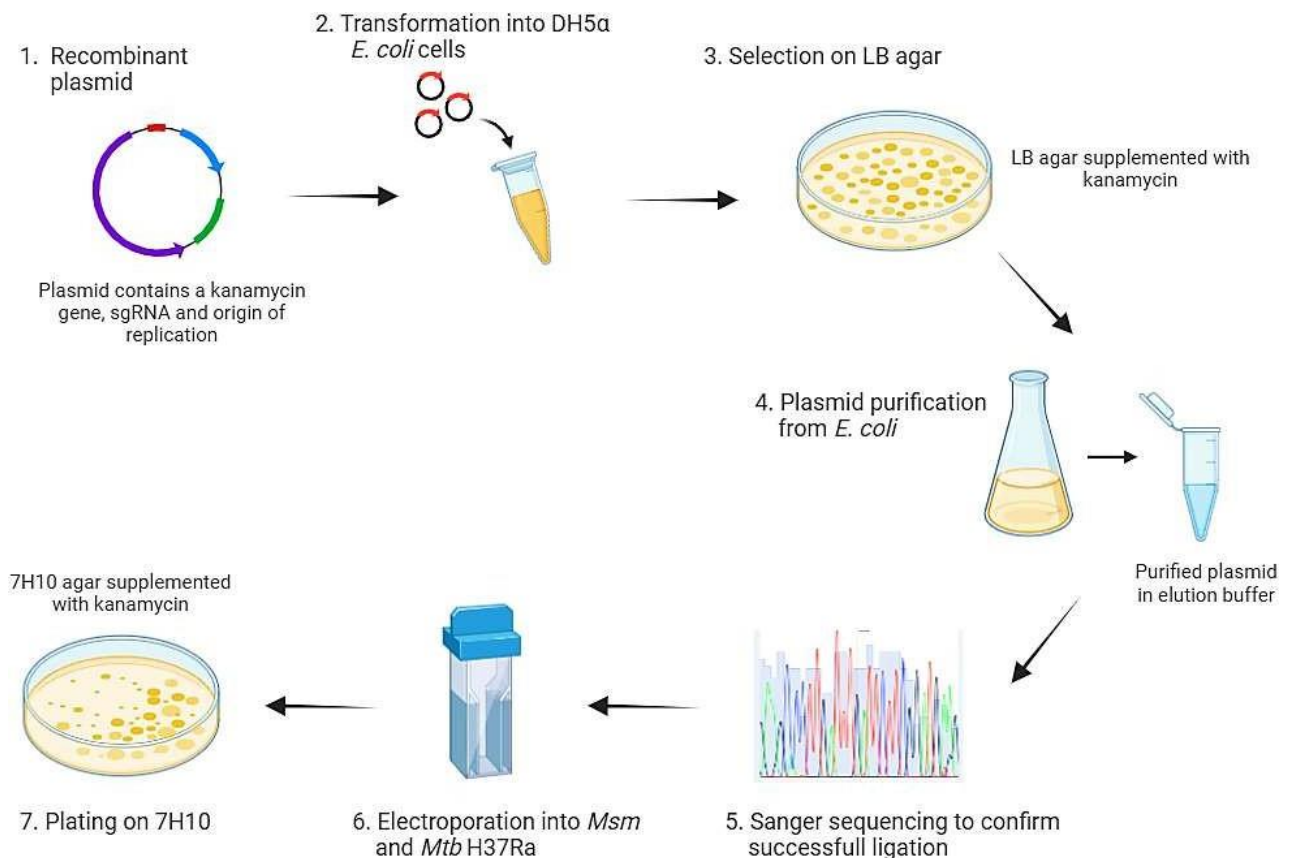 1. Recombinant
plasmid
Plasmid contains a kanamycin
gene, sgRNA and origin of
replication
2. Transformation into DH5α
E. coli cells
3. Selection on LB agar
LB agar supplemented with
kanamycin
4. Plasmid purification
from E. coli
Purified plasmid
in elution buffer
5. Sanger sequencing to confirm
successfull ligation
6. Electroporation into Msm
and Mtb H37Ra
7H10 agar supplemented
with kanamycin
7. Plating on 7H10